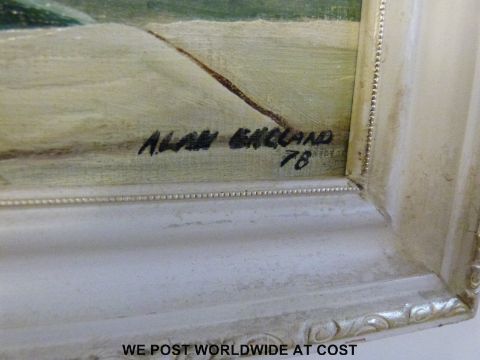 ALAN ENGLAND
78
WE POST WORLDWIDE AT COST